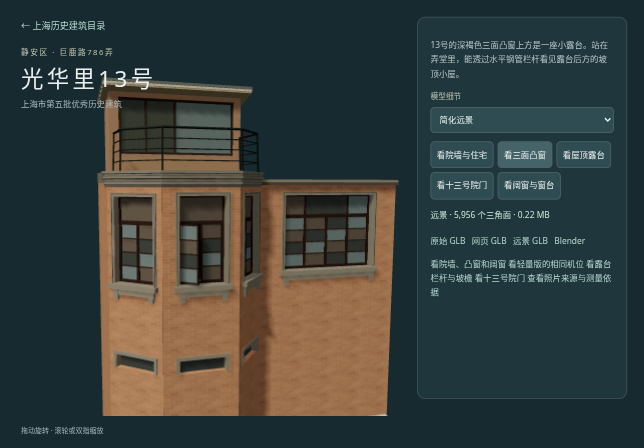 ← 上海历史建筑目录
静安区 · 巨鹿路786弄
光华里13号
上海市第五批优秀历史建筑
13号的深褐色三面凸窗上方是一座小露台。站在
弄堂里，能透过水平钢管栏杆看见露台后方的坡
顶小屋。
模型细节
简化远景
看院墙与住宅
看三面凸窗
看屋顶露台
看十三号院门
看阔窗与窗台
远景 · 5,956 个三角面 · 0.22 MB
原始 GLB 网页 GLB 远景 GLB Blender
看院墙、凸窗和阔窗 看轻量版的相同机位 看露台
栏杆与坡檐 看十三号院门 查看照片来源与测量依
据
拖动旋转 · 滚轮或双指缩放